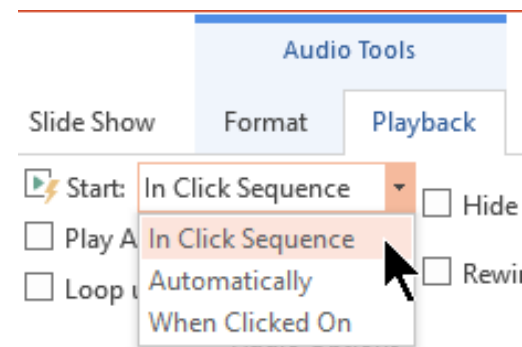 Audio Tools
Slide Show Format Playback
Start: In Click Sequence
Hide
Play
In Click Sequence
Automatically
Loop
When Clicked On